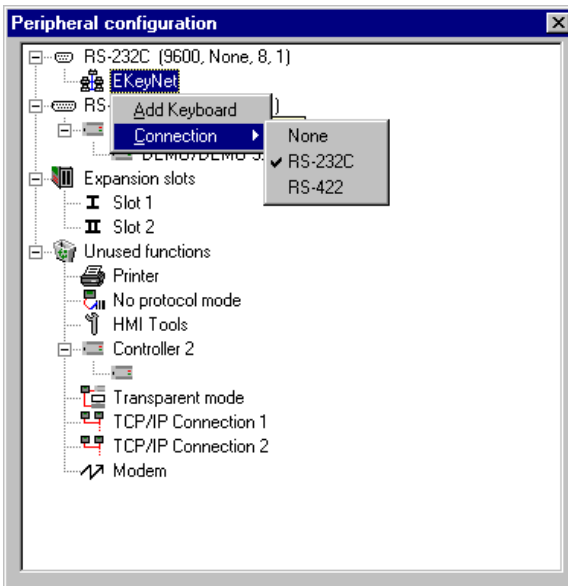 Peripheral configuration
RS-232C (9600, None, 8, 1)
EKeyNet
RS-
)
Add Keyboard
Connection
None
RS-232C
RS-422
Expansion slots
I Slot 1
II Slot 2
Unused functions
Printer
No protocol mode
HMI Tools
Controller 2
Transparent mode
TCP/IP Connection 1
TCP/IP Connection 2
Modem